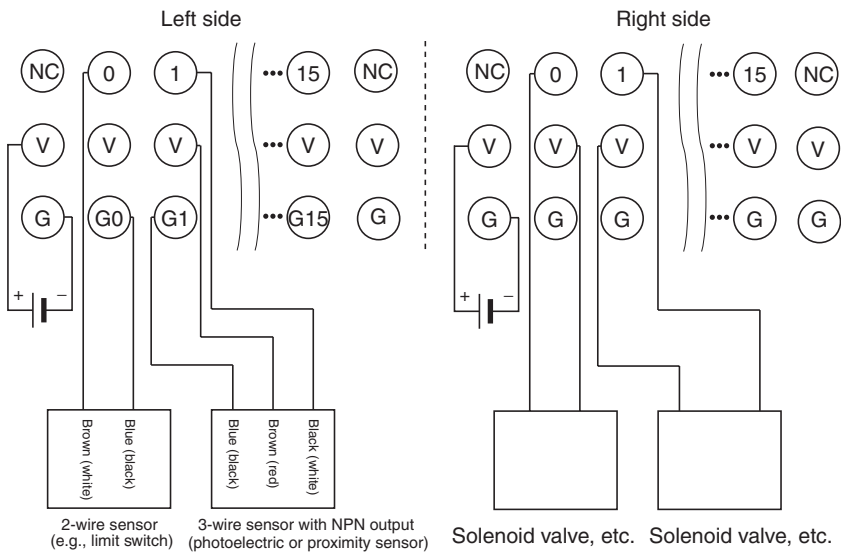 Left side Right side
NC 0 1 ••• 15 NC NC 0 1 ••• 15 NC
V V V ••• V V V V V ••• V V
G G0 G1 ••• G15 G G G G ••• G G
+ − + −
Brown (white)
Blue (black)
Blue (black)
Brown (red)
Black (white)
2-wire sensor
(e.g., limit switch)
3-wire sensor with NPN output
(photoelectric or proximity sensor)
Solenoid valve, etc. Solenoid valve, etc.